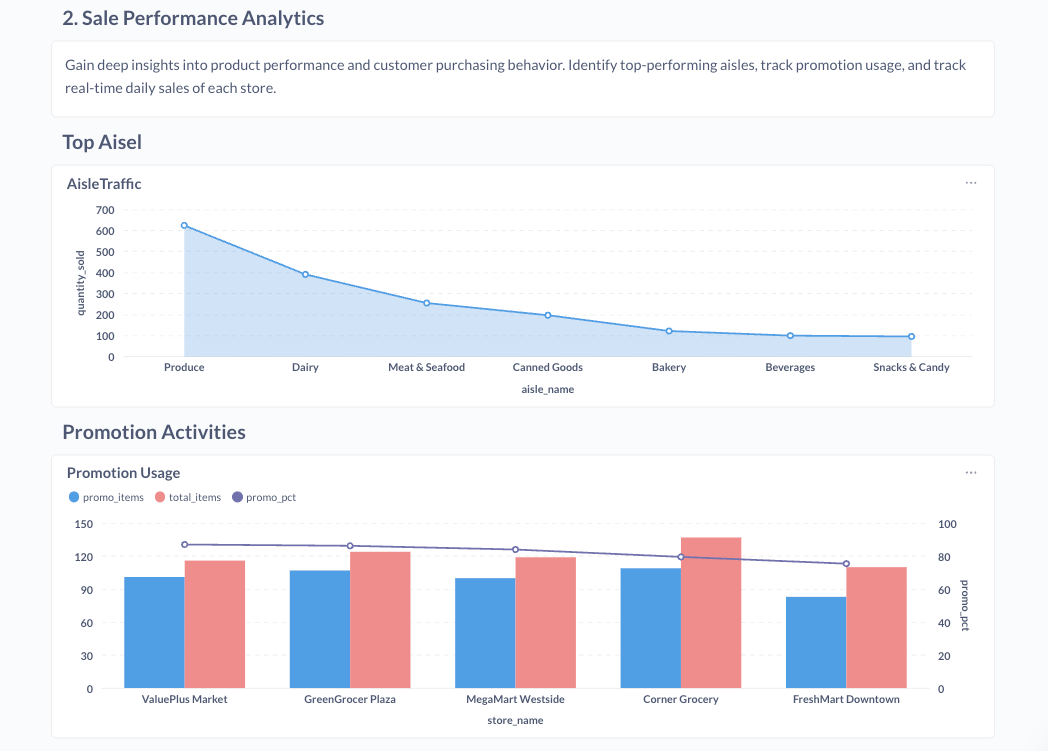 2. Sale Performance Analytics
Gain deep insights into product performance and customer purchasing behavior. Identify top-performing aisles, track promotion usage, and track
real-time daily sales of each store.
Top Aisel
AisleTraffic
...
700
600
500
400
300
200
100
0
quantity_sold
Produce Dairy Meat & Seafood Canned Goods Bakery Beverages Snacks & Candy
aisle_name
Promotion Activities
Promotion Usage
...
promo_items total_items promo_pct
150 100
120 80
90 60
60 40
30 20
0 0
promo_pct
ValuePlus Market GreenGrocer Plaza MegaMart Westside Corner Grocery FreshMart Downtown
store_name